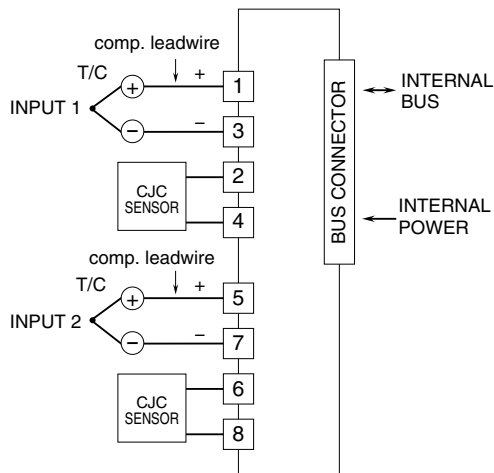 comp. leadwire
T/C
+
+
1
INPUT 1
−
−
3
2
CJC
SENSOR
4
comp. leadwire
T/C
+
+
5
INPUT 2
−
−
7
6
CJC
SENSOR
8
BUS CONNECTOR
INTERNAL
BUS
INTERNAL
POWER